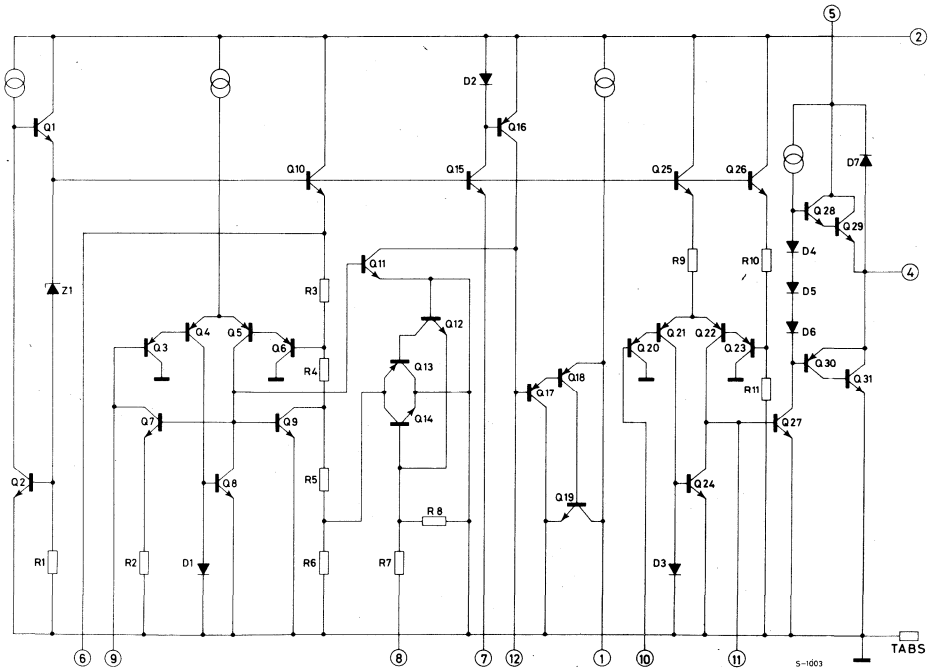 5
2
D2
Q1
Q16
D7
Q10
Q15
Q25
Q26
Q28
Q29
Q11
R9
R10
D4
4
Z1
R3
D5
Q12
Q4
Q5
Q21
Q22
D6
Q3
Q6
Q20
Q23
R4
Q13
Q18
Q30
Q31
Q17
R11
Q7
Q9
Q14
Q27
Q2
Q8
R5
Q24
Q19
R8
R1
R2
D1
R6
R7
D3
TABS
6
9
8
7
12
1
10
11
S-1003